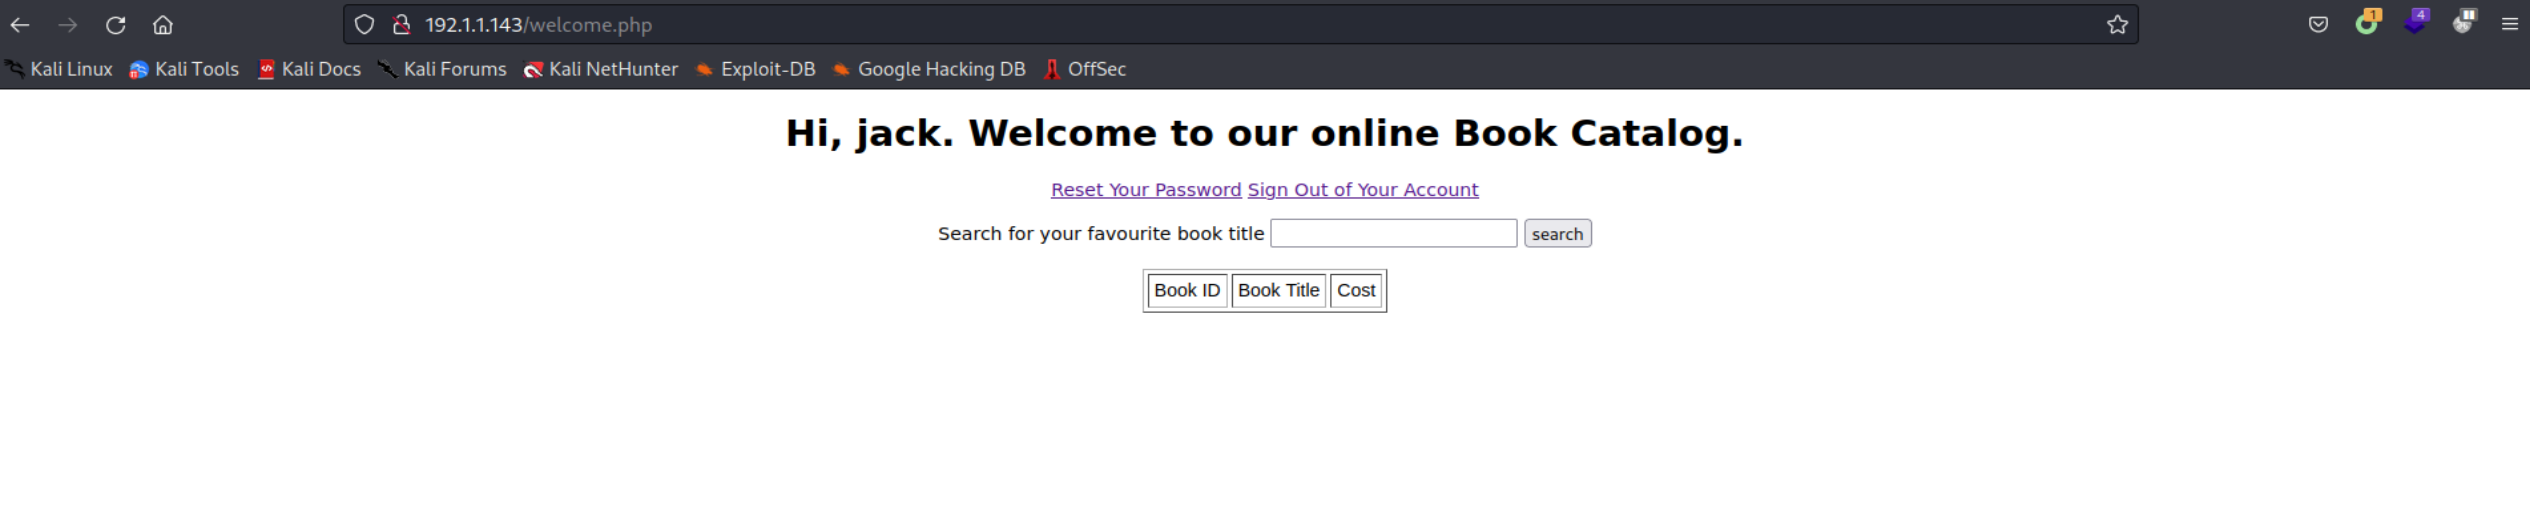 192.1.1.143/welcome.php
1 4
Kali Linux Kali Tools Kali Docs Kali Forums Kali NetHunter Exploit-DB Google Hacking DB OffSec
Hi, jack. Welcome to our online Book Catalog.
Reset Your Password Sign Out of Your Account
Search for your favourite book title search
Book ID Book Title Cost